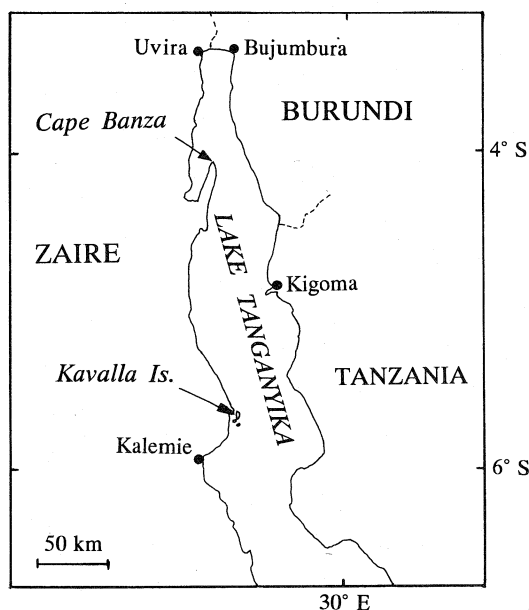 Uvira
Bujumbura
Cape Banza
BURUNDI
4° S
ZAIRE
LAKE TANGANYIKA
Kigoma
Kavalla Is.
TANZANIA
Kalemie
6° S
50 km
30° E